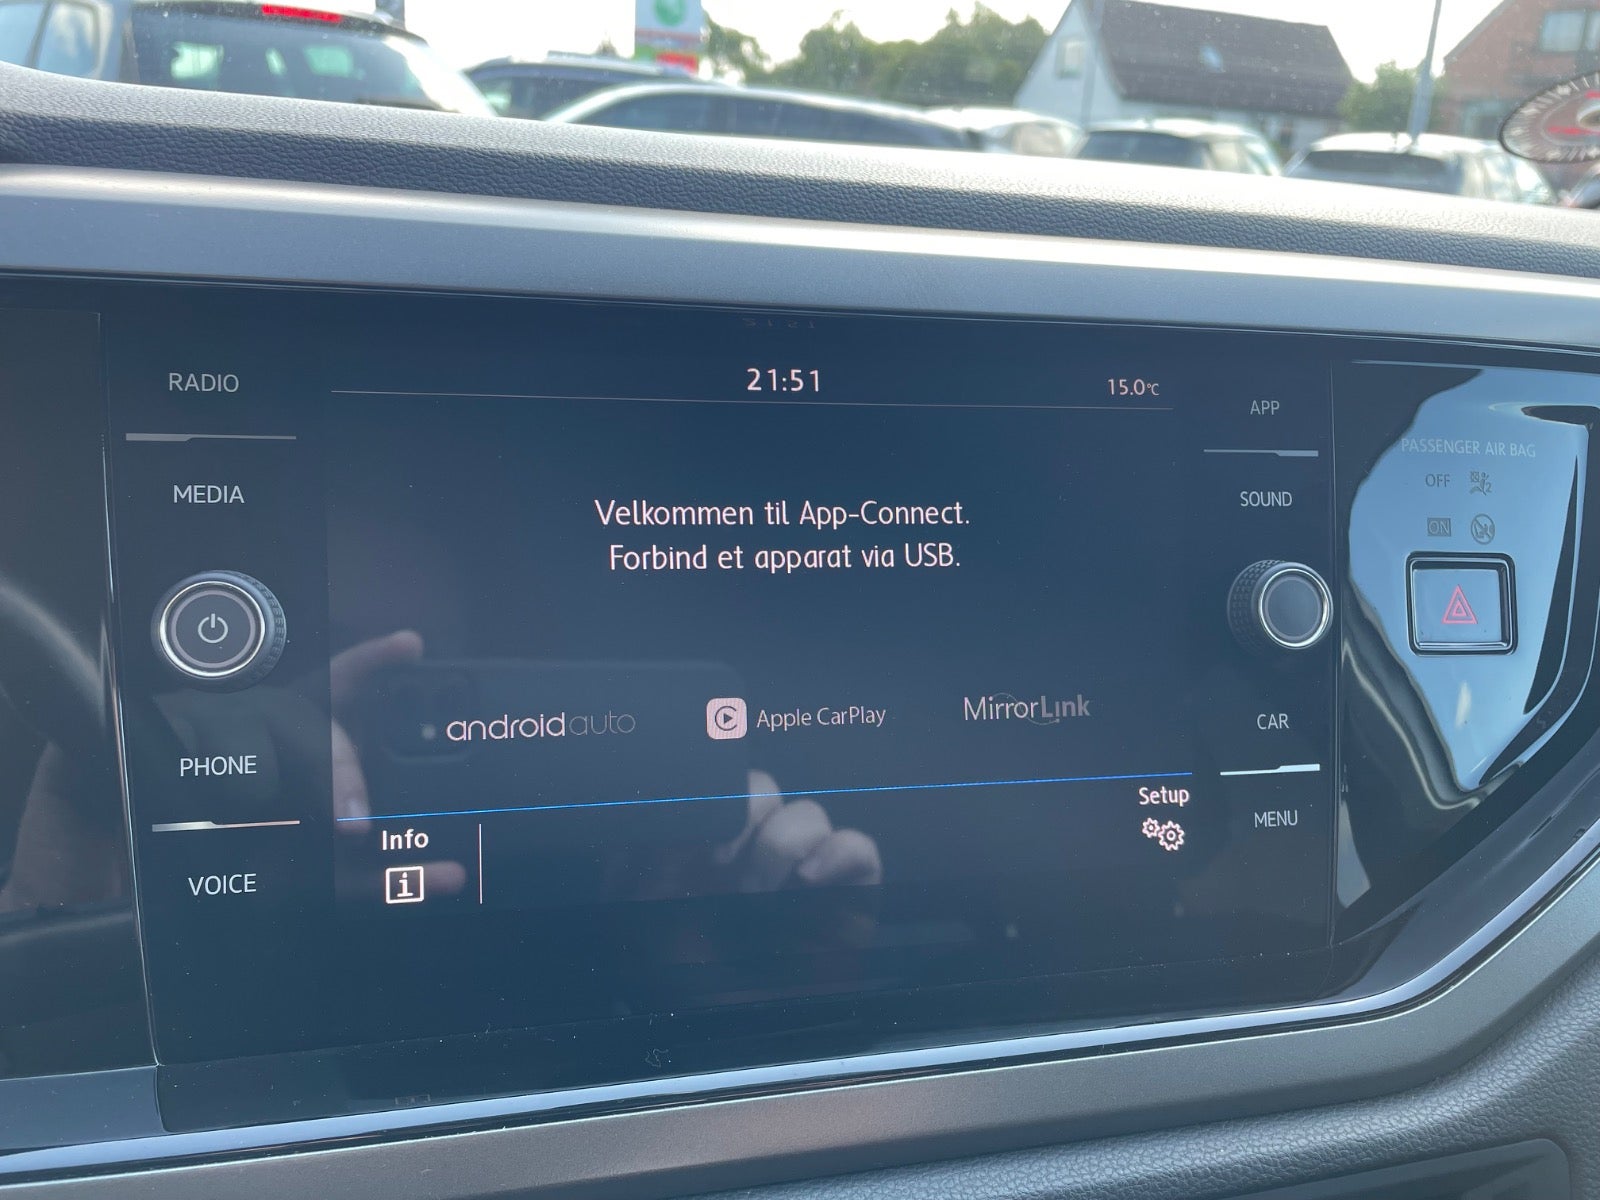 RADIO
MEDIA
PHONE
VOICE
21:51
15.0°C
Velkommen til App-Connect.
Forbind et apparat via USB.
androidauto
Apple CarPlay
MirrorLink
Info
Setup
APP
SOUND
CAR
MENU
PASSENGER AIR BAG
OFF
ON